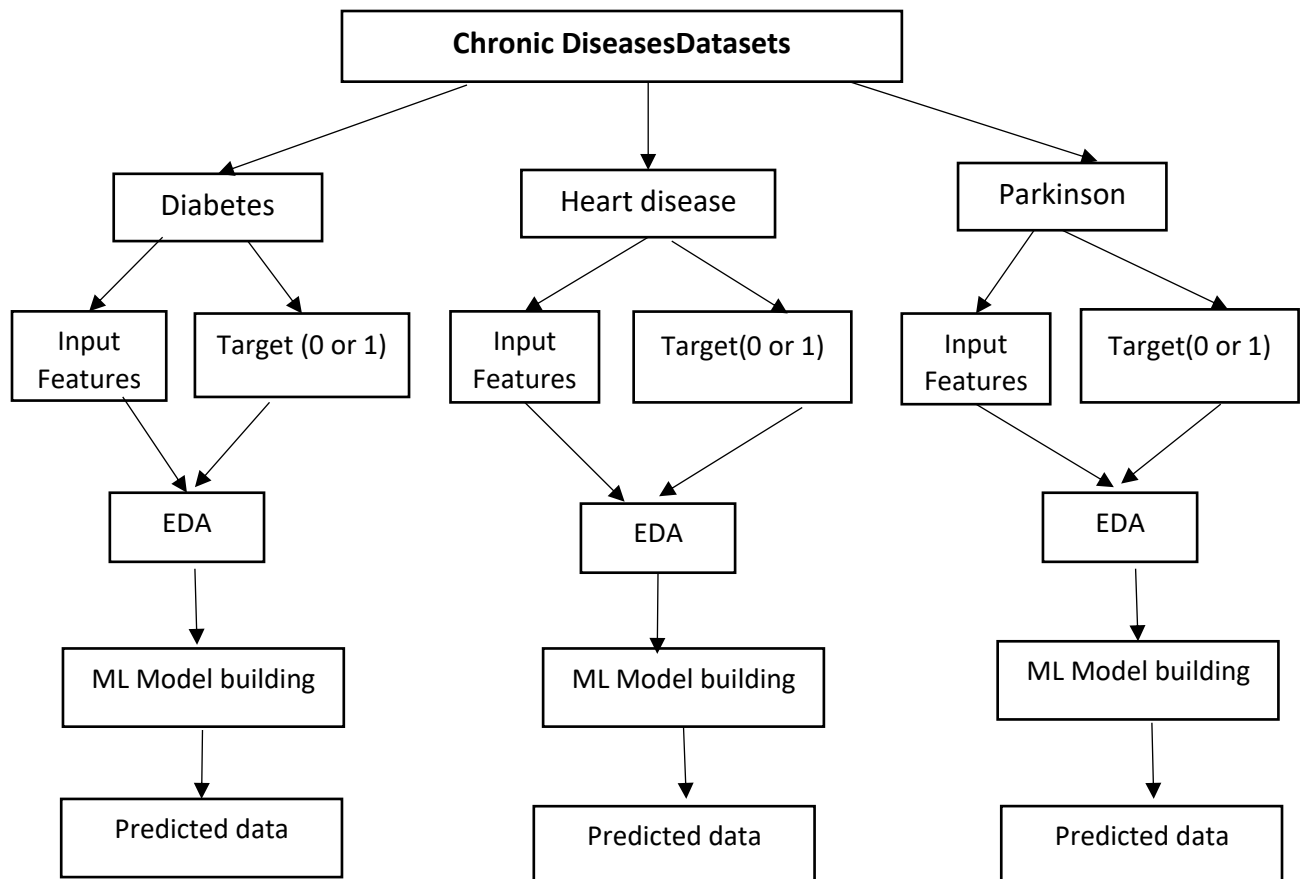 Chronic DiseasesDatasets
Diabetes
Heart disease
Parkinson
Input
Features
Target (0 or 1)
Input
Features
Target(0 or 1)
Input
Features
Target(0 or 1)
EDA
EDA
EDA
ML Model building
ML Model building
ML Model building
Predicted data
Predicted data
Predicted data